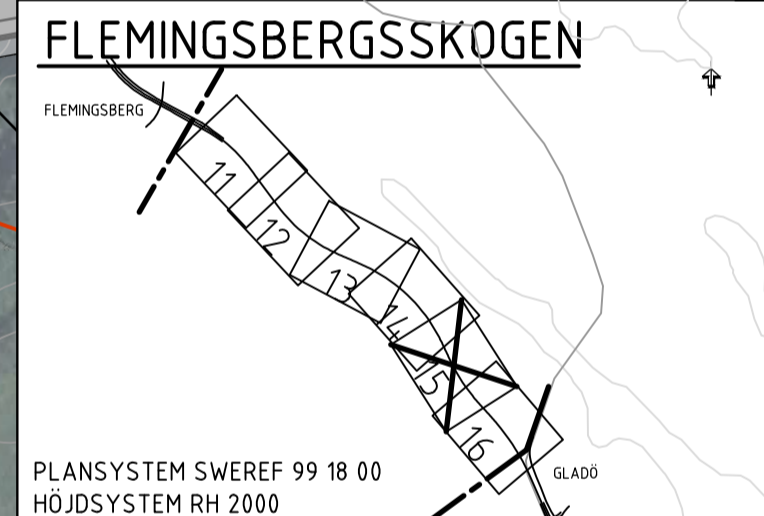 FLEMINGSBERGSSKOGEN
FLEMINGSBERG
11
12
13
14
15
16
GLADÖ
PLANSYSTEM SWEREF 99 18 00
HÖJDSYSTEM RH 2000